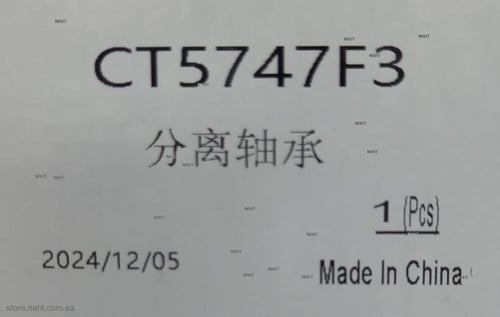 CT5747F3
分离轴承
1 (Pcs)
2024/12/05
Made In China
store.naht.com.sa